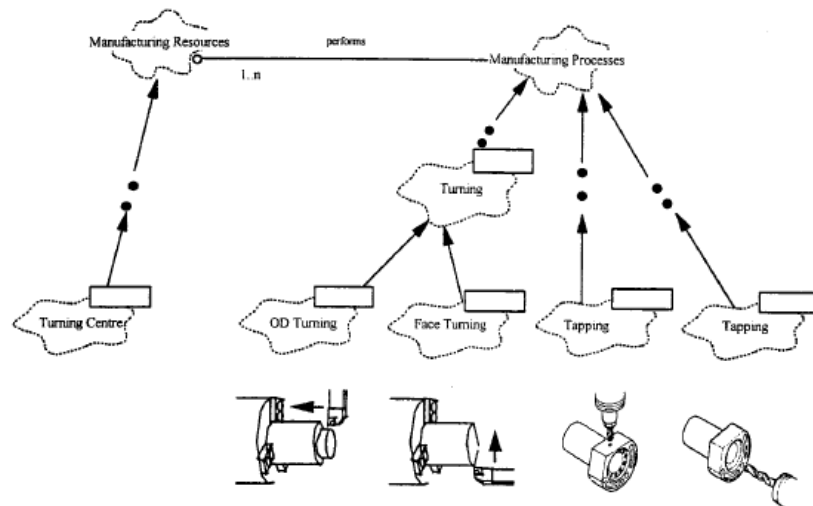 Manufacturing Resources
performs
Manufacturing Processes
1..n
Turning
Turning Centre
OD Turning
Face Turning
Tapping
Tapping